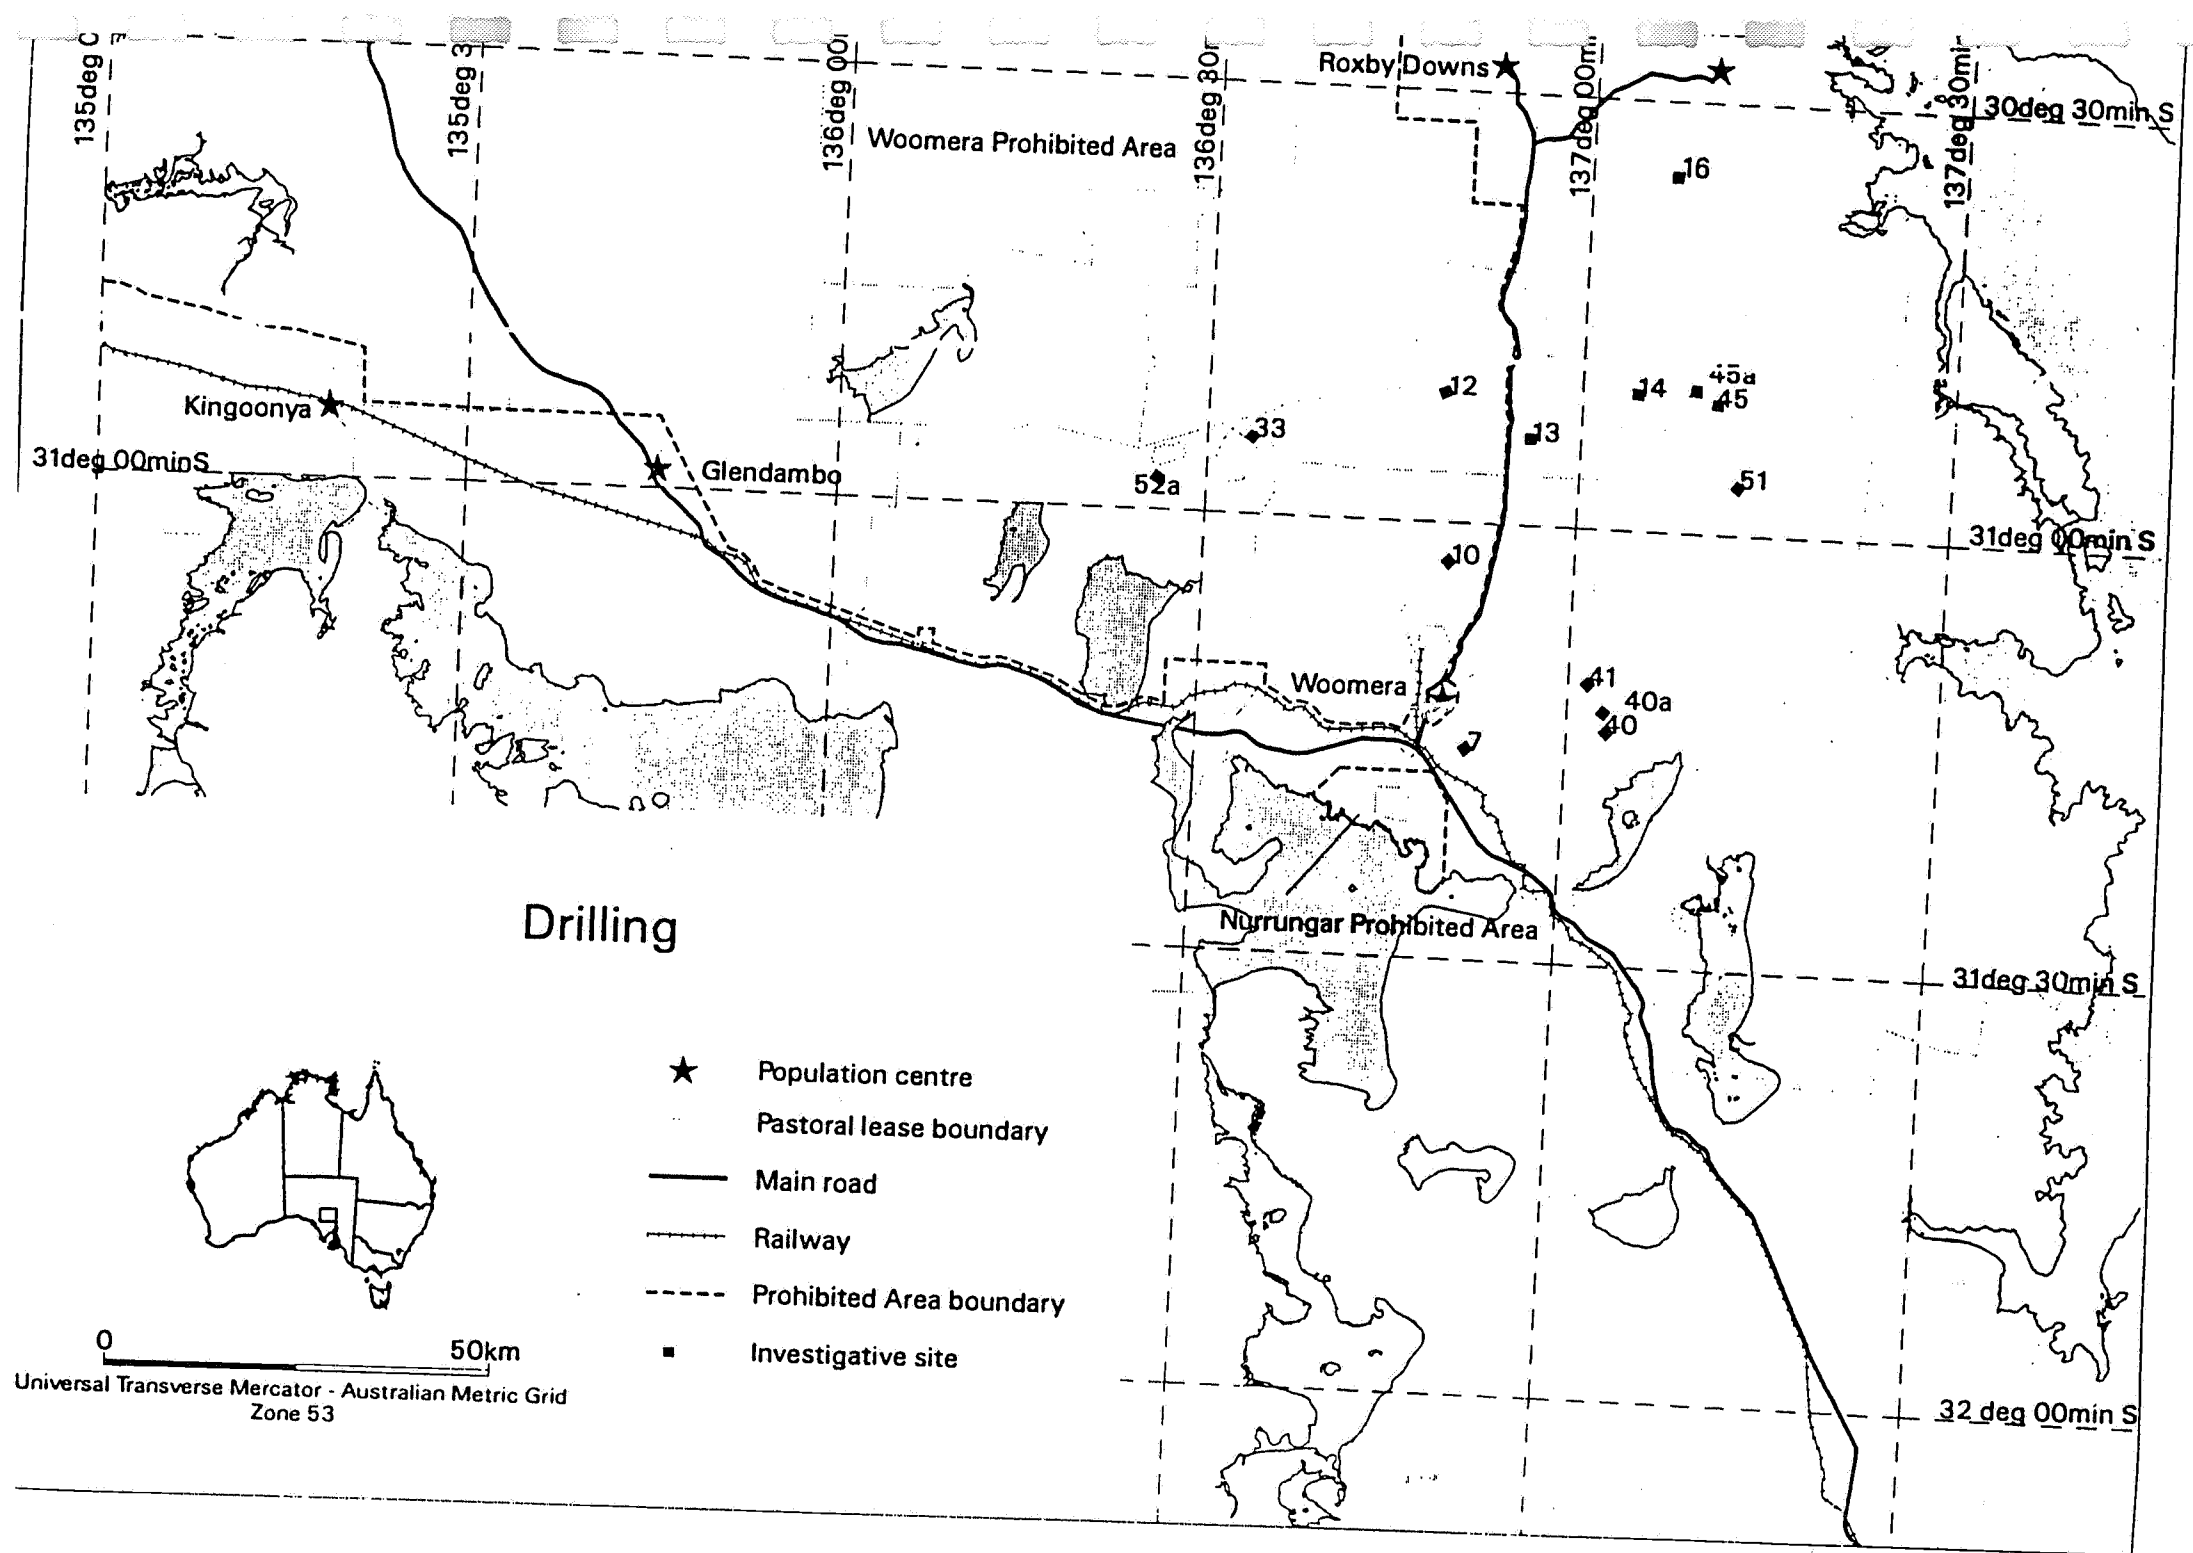 135deg 0
135deg 3
136deg 00
136deg 30
137deg 00mi
137deg 30mi
Roxby Downs
30deg 30min S
Woomera Prohibited Area
16
12
14
45a
45
13
33
52a
51
Kingoonya
31deg 00minS
Glendambo
31deg 00min S
10
Woomera
41
40a
40
7
Nurrungar Prohibited Area
31deg 30min S
Drilling
Population centre
Pastoral lease boundary
Main road
Railway
Prohibited Area boundary
Investigative site
0 50km
Universal Transverse Mercator - Australian Metric Grid
Zone 53
32 deg 00min S